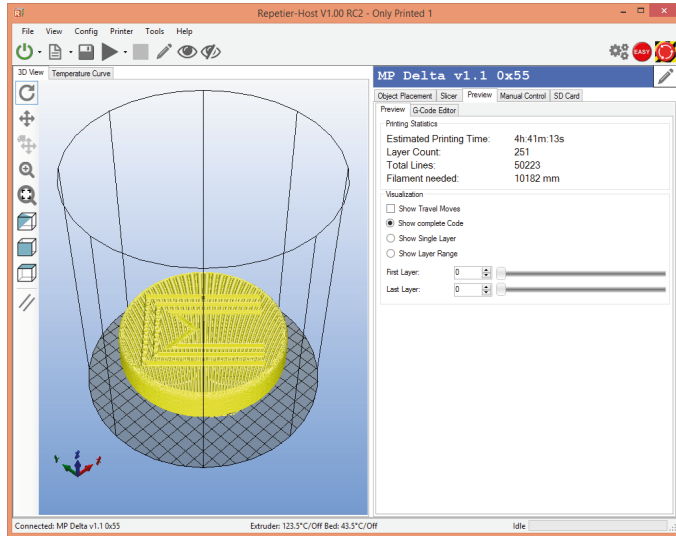 Repetier-Host V1.00 RC2 - Only Printed 1
File View Config Printer Tools Help
EASY
3D View Temperature Curve
MP Delta v1.1 0x55
Object Placement Slicer Preview Manual Control SD Card
Preview G-Code Editor
Printing Statistics
Estimated Printing Time: 4h:41m:13s
Layer Count: 251
Total Lines: 50223
Filament needed: 10182 mm
Visualization
Show Travel Moves
Show complete Code
Show Single Layer
Show Layer Range
First Layer: 0
Last Layer: 0
Connected: MP Delta v1.1 0x55 Extruder: 123.5°C/Off Bed: 43.5°C/Off Idle